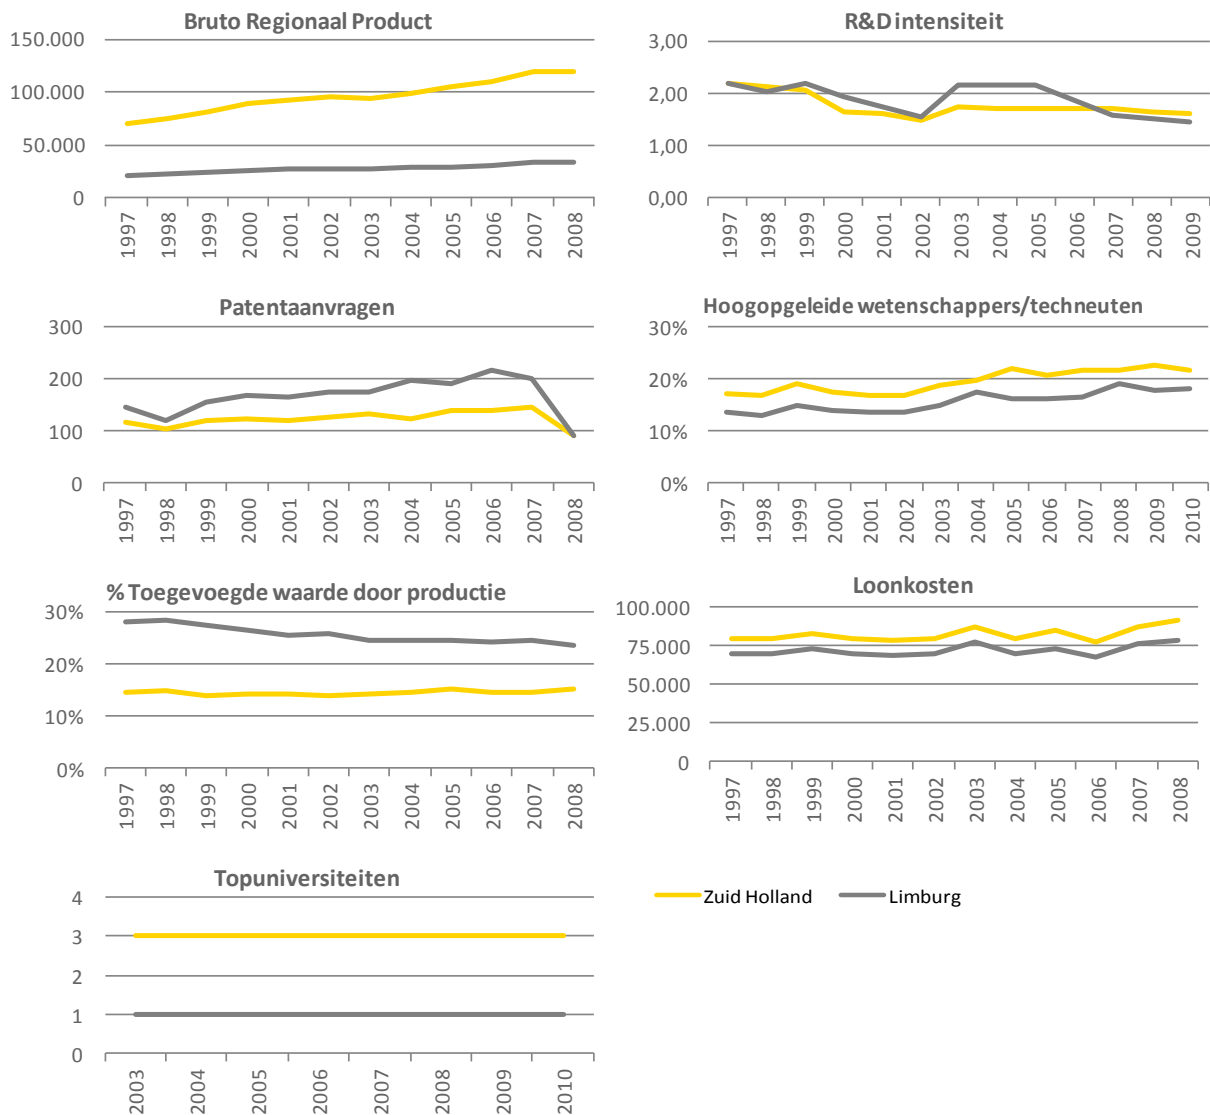 Bruto Regionaal Product
150.000
100.000
50.000
0
1997 1998 1999 2000 2001 2002 2003 2004 2005 2006 2007 2008
R&D intensiteit
3,00
2,00
1,00
0,00
1997 1998 1999 2000 2001 2002 2003 2004 2005 2006 2007 2008 2009
Patentaanvragen
300
200
100
0
1997 1998 1999 2000 2001 2002 2003 2004 2005 2006 2007 2008
Hoogopgeleide wetenschappers/techneuten
30%
20%
10%
0%
1997 1998 1999 2000 2001 2002 2003 2004 2005 2006 2007 2008 2009 2010
% Toegevoegde waarde door productie
30%
20%
10%
0%
1997 1998 1999 2000 2001 2002 2003 2004 2005 2006 2007 2008
Loonkosten
100.000
75.000
50.000
25.000
0
1997 1998 1999 2000 2001 2002 2003 2004 2005 2006 2007 2008
Topuniversiteiten
4
3
2
1
0
2003 2004 2005 2006 2007 2008 2009 2010
Zuid Holland Limburg